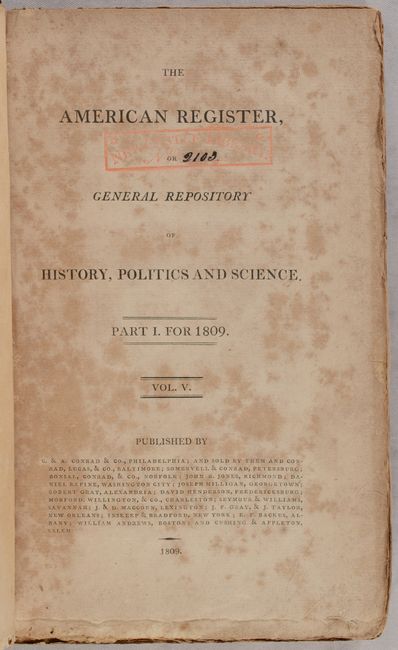 THE
AMERICAN REGISTER,
OR 2103
GENERAL REPOSITORY
OF
HISTORY, POLITICS AND SCIENCE.
PART I. FOR 1809.
VOL. V.
PUBLISHED BY
C. & A. CONRAD & CO., PHILADELPHIA; AND SOLD BY THEM AND CON-
RAD, LUCAS, & CO., BALTIMORE; SOMERVELL & CONRAD, PETERSBURG;
BONSAL, CONRAD, & CO., NORFOLK; JOHN R. JONES, RICHMOND; DA-
NIEL RAPINE, WASHINGTON CITY; JOSEPH MILLIGAN, GEORGETOWN;
ROBERT GRAY, ALEXANDRIA; DAVID HENDERSON, FREDERICKSBURG;
MORFORD, WILLINGTON, & CO., CHARLESTON; SEYMOUR & WILLIAMS,
SAVANNAH; J. & D. MACCOUN, LEXINGTON; J. F. GRAY, & J. TAYLOR,
NEW ORLEANS; INSKEEP & BRADFORD, NEW YORK; E. F. BACKUS, AL-
BANY; WILLIAM ANDREWS, BOSTON; AND CUSHING & APPLETON,
SALEM.
1809.